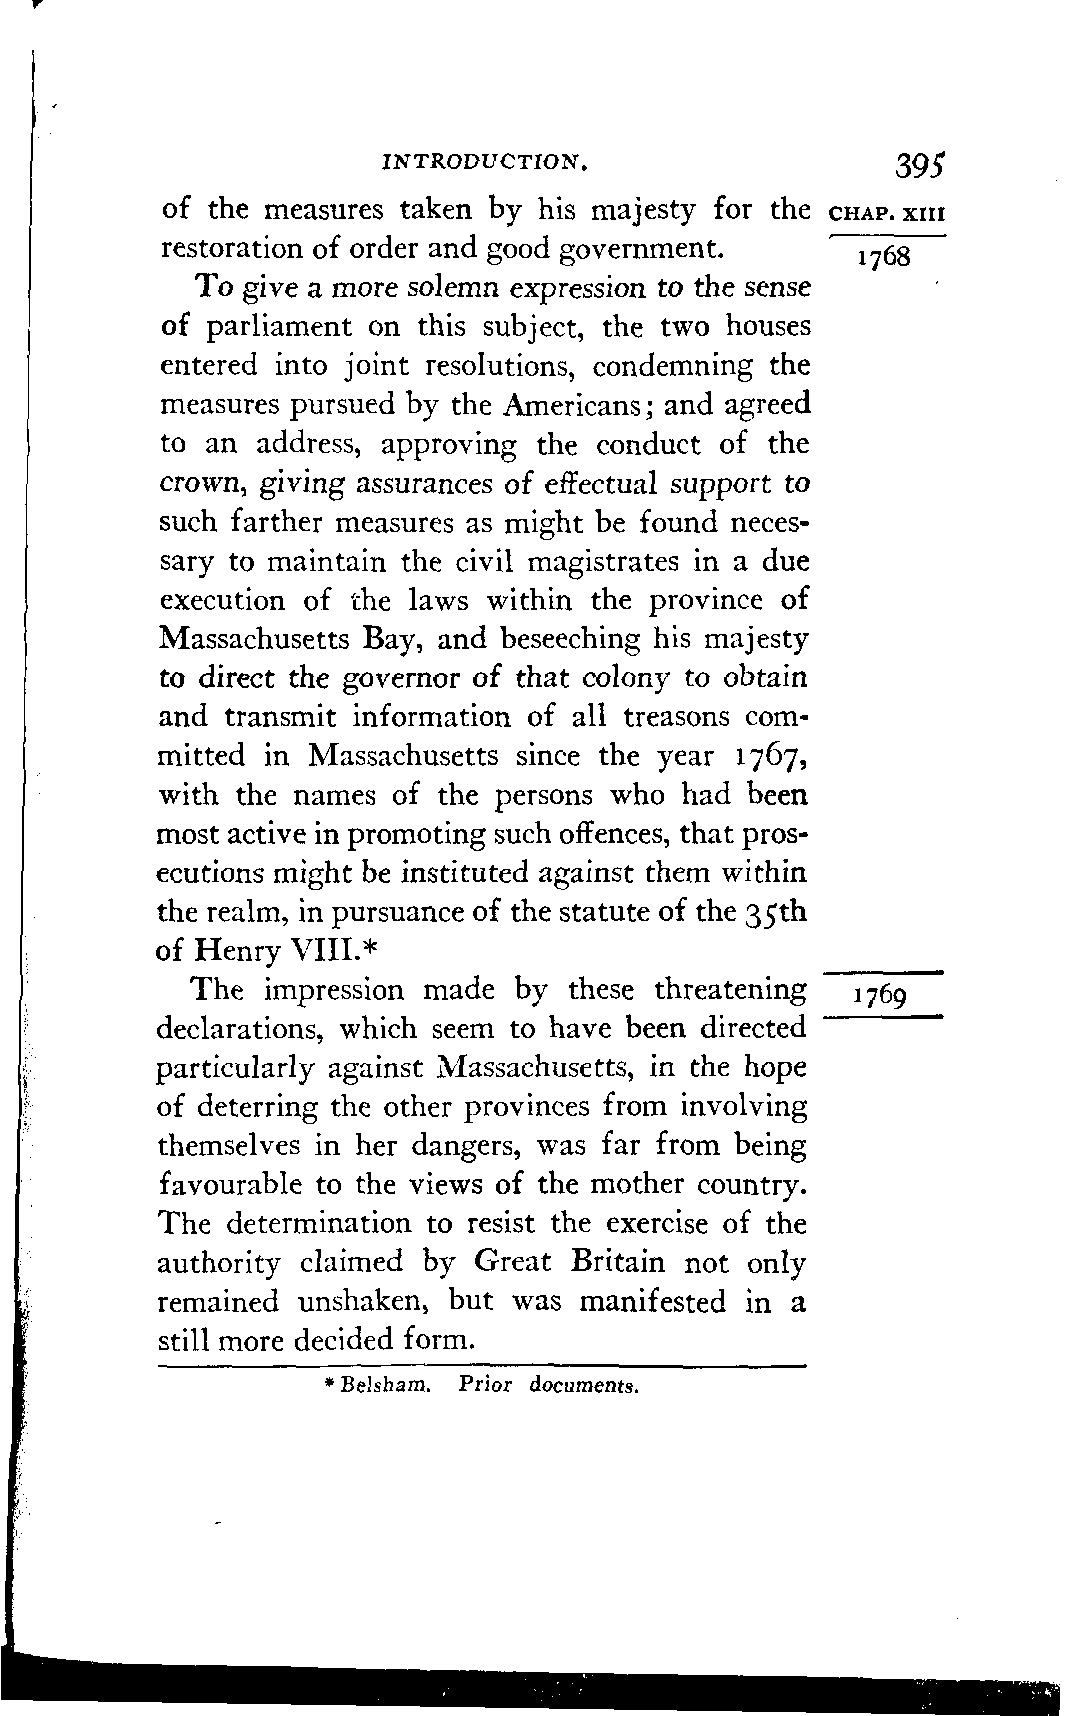 INTRODUCTION. 395
of the measures taken by his majesty for the CHAP. XIII
restoration of order and good government. 1768
To give a more solemn expression to the sense
of parliament on this subject, the two houses
entered into joint resolutions, condemning the
measures pursued by the Americans; and agreed
to an address, approving the conduct of the
crown, giving assurances of effectual support to
such farther measures as might be found neces-
sary to maintain the civil magistrates in a due
execution of the laws within the province of
Massachusetts Bay, and beseeching his majesty
to direct the governor of that colony to obtain
and transmit information of all treasons com-
mitted in Massachusetts since the year 1767,
with the names of the persons who had been
most active in promoting such offences, that pros-
ecutions might be instituted against them within
the realm, in pursuance of the statute of the 35th
of Henry VIII.*
The impression made by these threatening 1769
declarations, which seem to have been directed
particularly against Massachusetts, in the hope
of deterring the other provinces from involving
themselves in her dangers, was far from being
favourable to the views of the mother country.
The determination to resist the exercise of the
authority claimed by Great Britain not only
remained unshaken, but was manifested in a
still more decided form.
* Belsham. Prior documents.